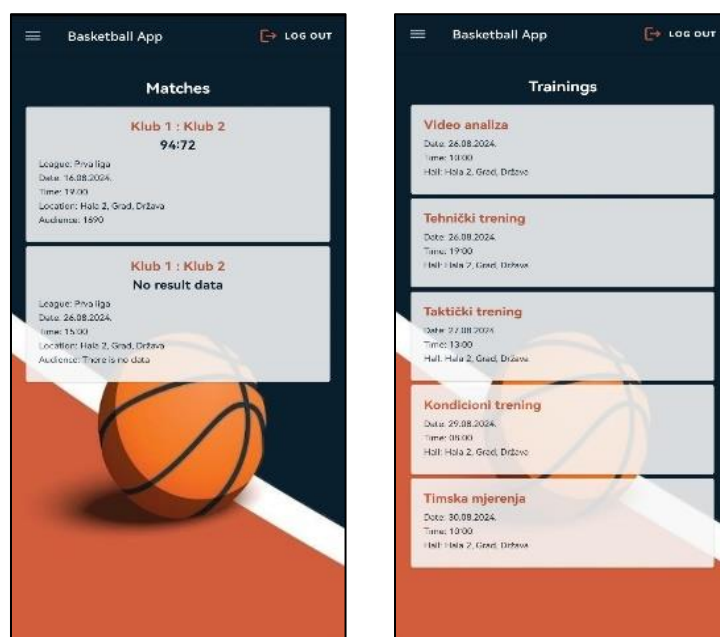 Basketball App
LOG OUT
Matches
Klub 1 : Klub 2
94:72
League: Prva liga
Date: 16.08.2024.
Time: 19:00
Location: Hala 2, Grad, Država
Audience: 1690
Klub 1 : Klub 2
No result data
League: Prva liga
Date: 26.08.2024.
Time: 15:00
Location: Hala 2, Grad, Država
Audience: There is no data
Basketball App
LOG OUT
Trainings
Video analiza
Date: 26.08.2024.
Time: 10:00
Hall: Hala 2, Grad, Država
Tehnički trening
Date: 26.08.2024.
Time: 19:00
Hall: Hala 2, Grad, Država
Taktički trening
Date: 27.08.2024.
Time: 13:00
Hall: Hala 2, Grad, Država
Kondicioni trening
Date: 29.08.2024.
Time: 08:00
Hall: Hala 2, Grad, Država
Timska mjerenja
Date: 30.08.2024.
Time: 10:00
Hall: Hala 2, Grad, Država